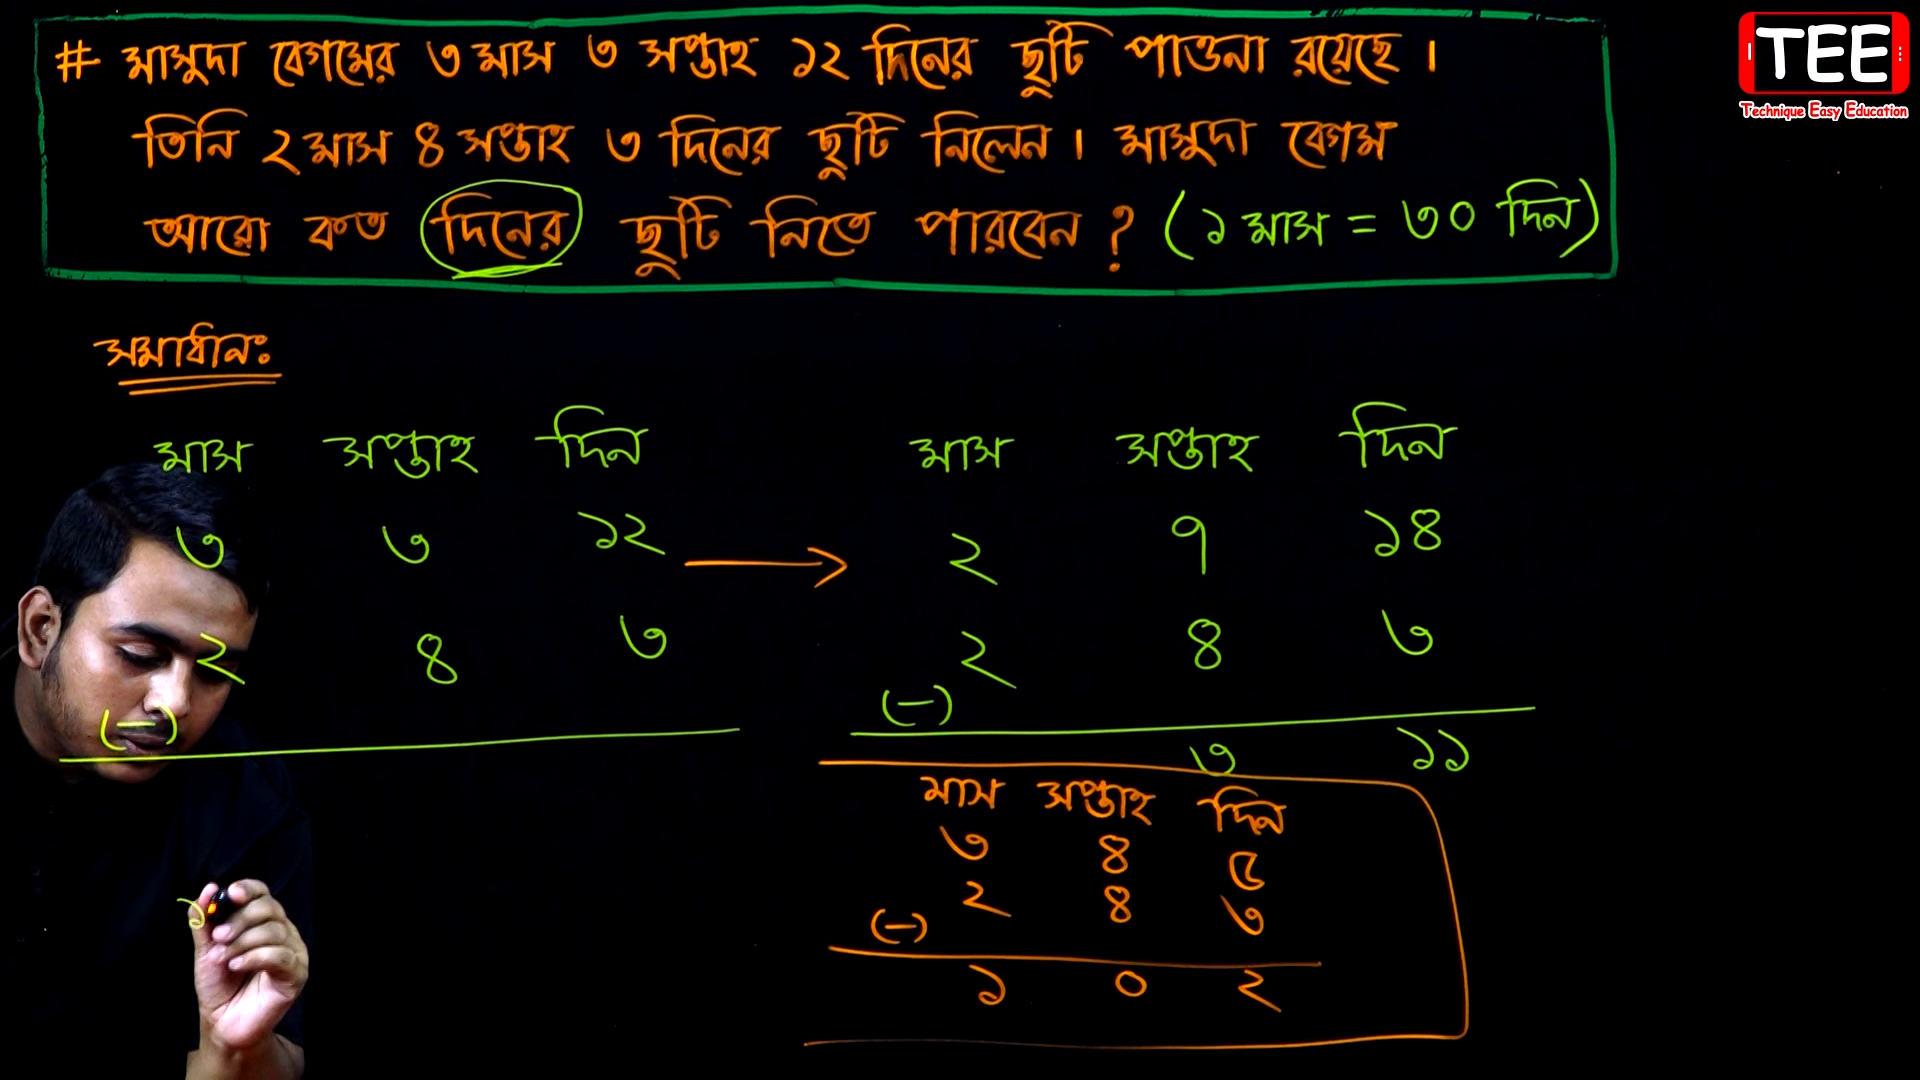 # মাসুদা বেগমের ৩ মাস ৩ সপ্তাহ ১২ দিনের ছুটি পাওনা রয়েছে।
তিনি ২ মাস ৪ সপ্তাহ ৩ দিনের ছুটি নিলেন। মাসুদা বেগম
আরো কত দিনের ছুটি নিতে পারবেন? (১ মাস = ৩০ দিন)
TEE
Technique Easy Education
সমাধানঃ
মাস সপ্তাহ দিন
৩ ৩ ১২
২ ৪ ৩
(-)
মাস সপ্তাহ দিন
২ ৭ ১৪
২ ৪ ৩
(-)
৩ ১১
মাস সপ্তাহ দিন
৩ ৪ ৫
২ ৪ ৩
(-)
১ ০ ২